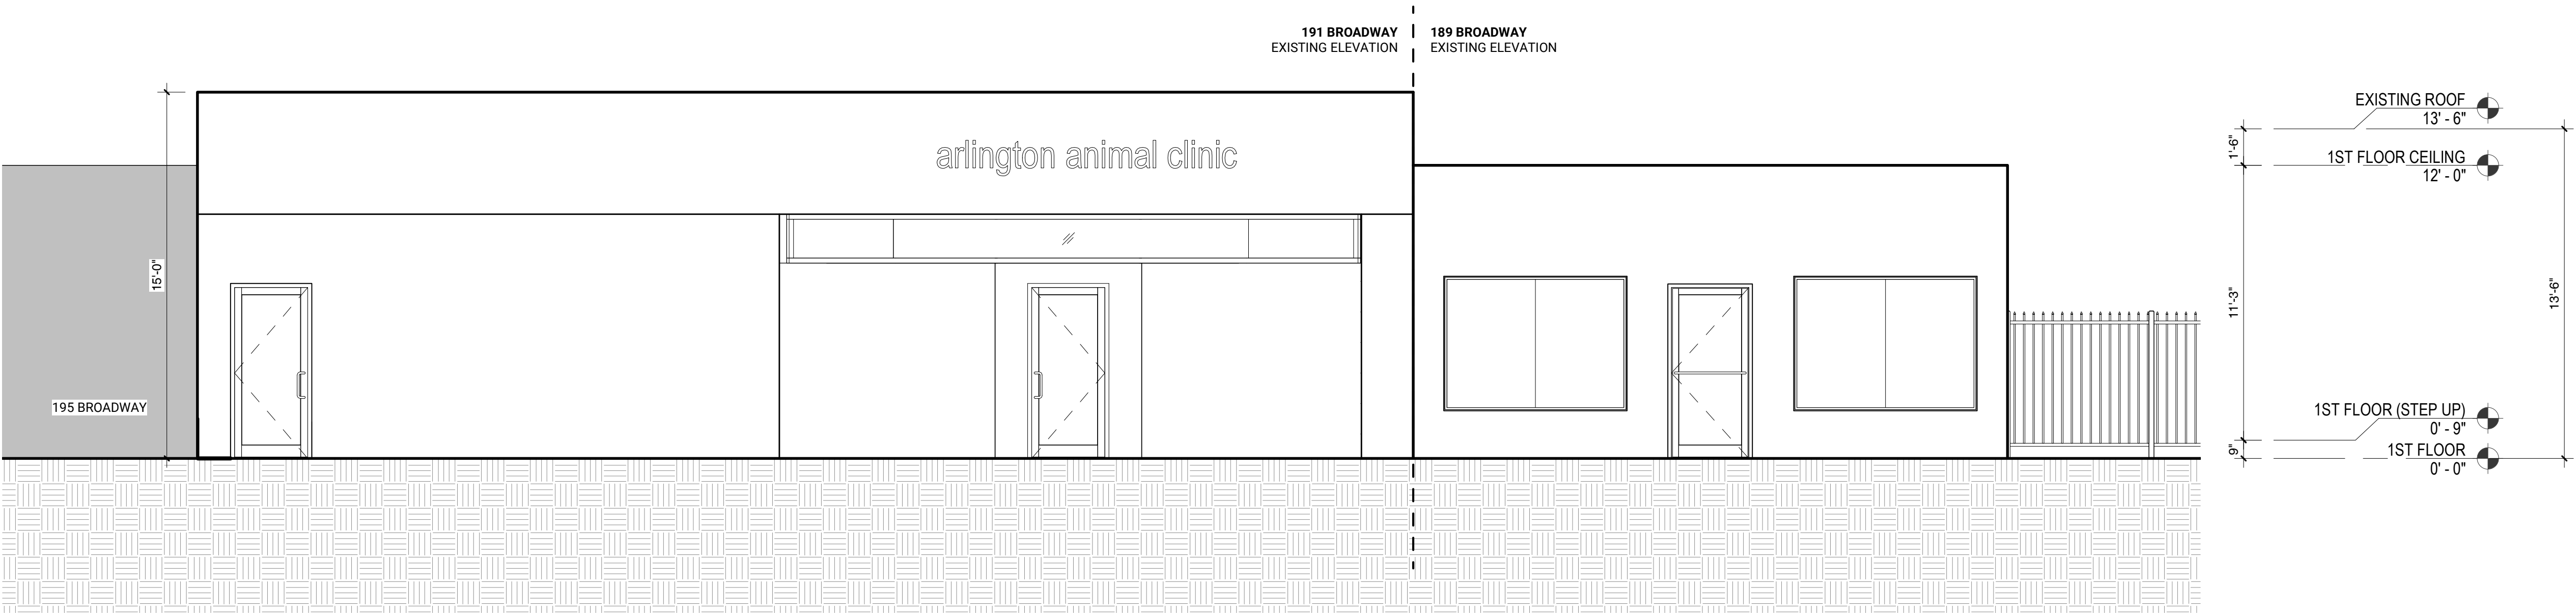 191 BROADWAY
EXISTING ELEVATION
189 BROADWAY
EXISTING ELEVATION
arlington animal clinic
15'-0"
195 BROADWAY
EXISTING ROOF
13' - 6"
1ST FLOOR CEILING
12' - 0"
1ST FLOOR (STEP UP)
0' - 9"
1ST FLOOR
0' - 0"
1'-6"
11'-3"
9"
13'-6"